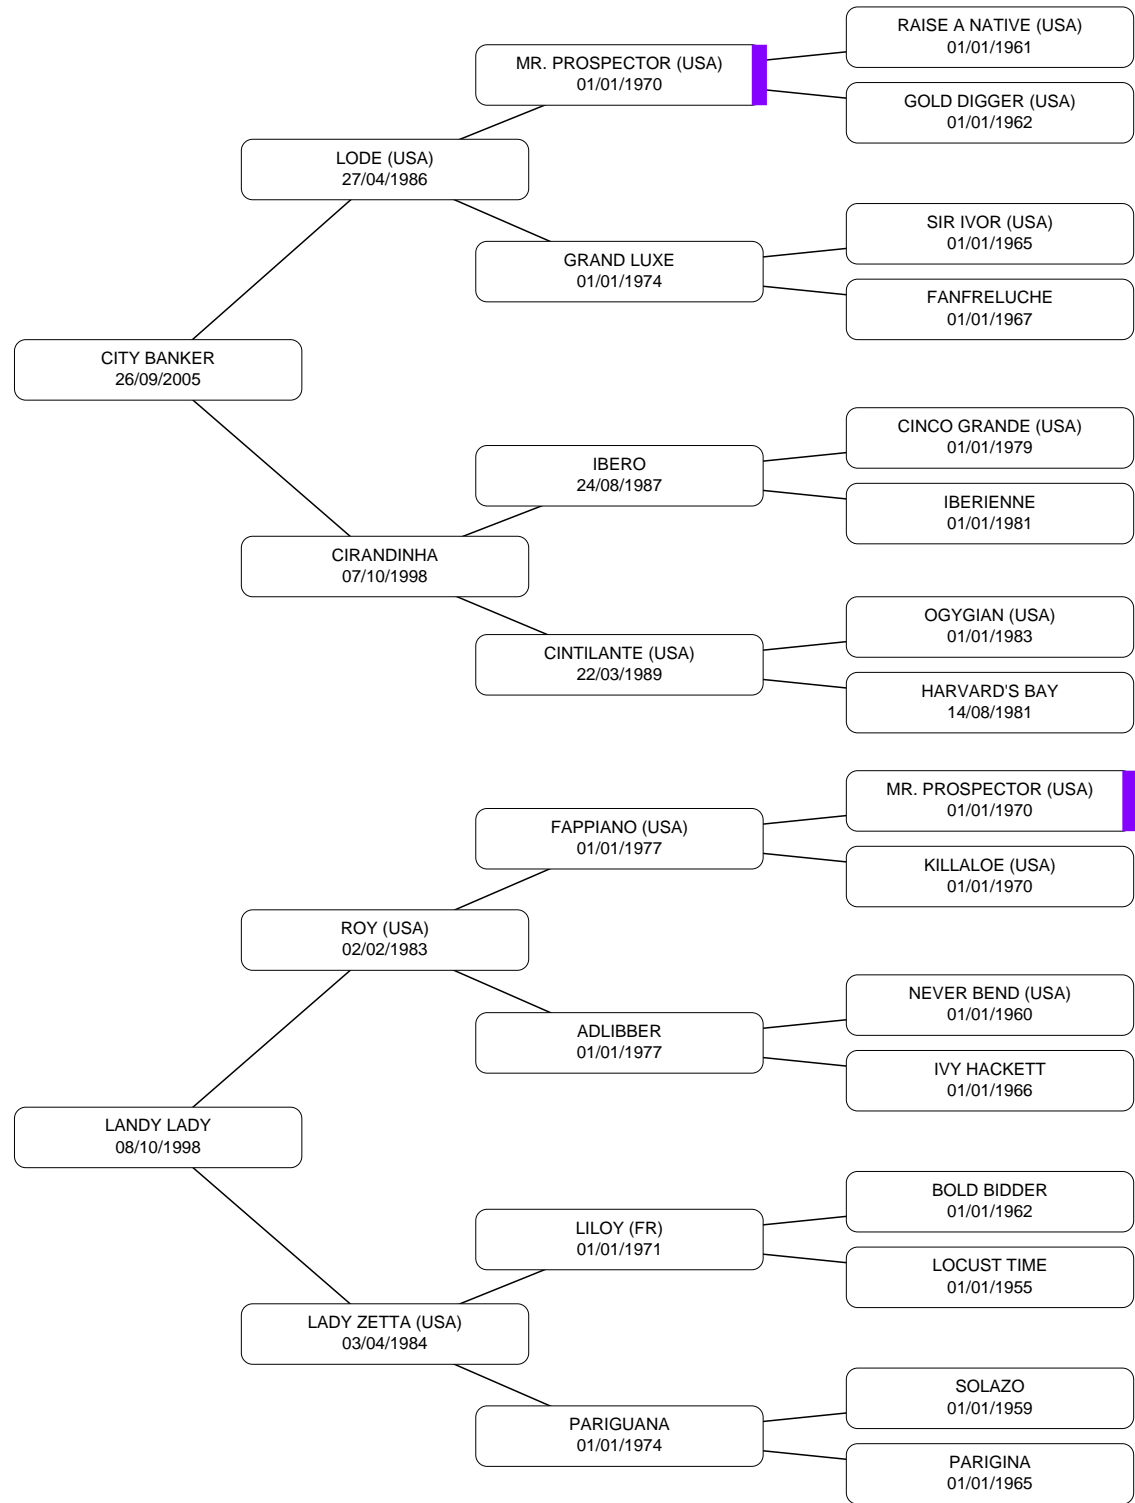 RAISE A NATIVE (USA)
01/01/1961
MR. PROSPECTOR (USA)
01/01/1970
GOLD DIGGER (USA)
01/01/1962
LODE (USA)
27/04/1986
SIR IVOR (USA)
01/01/1965
GRAND LUXE
01/01/1974
FANFRELUCHE
01/01/1967
CITY BANKER
26/09/2005
CINCO GRANDE (USA)
01/01/1979
IBERO
24/08/1987
IBERIENNE
01/01/1981
CIRANDINHA
07/10/1998
OGYGIAN (USA)
01/01/1983
CINTILANTE (USA)
22/03/1989
HARVARD'S BAY
14/08/1981
MR. PROSPECTOR (USA)
01/01/1970
FAPPIANO (USA)
01/01/1977
KILLALOE (USA)
01/01/1970
ROY (USA)
02/02/1983
NEVER BEND (USA)
01/01/1960
ADLIBBER
01/01/1977
IVY HACKETT
01/01/1966
LANDY LADY
08/10/1998
BOLD BIDDER
01/01/1962
LILOY (FR)
01/01/1971
LOCUST TIME
01/01/1955
LADY ZETTA (USA)
03/04/1984
SOLAZO
01/01/1959
PARIGUANA
01/01/1974
PARIGINA
01/01/1965